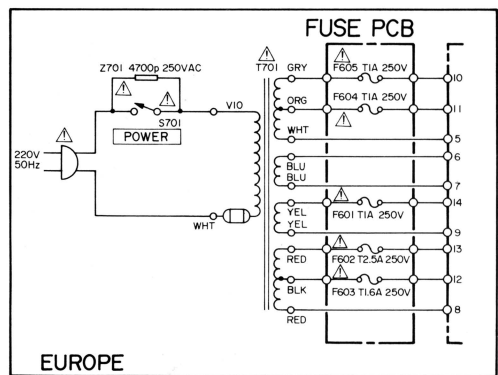 FUSE PCB
Z701 4700p 250VAC
T701
GRY
F605 T1A 250V
10
ORG
F604 T1A 250V
11
S701
VIO
POWER
WHT
5
220V
50Hz
6
BLU
BLU
7
14
YEL
F601 T1A 250V
YEL
9
WHT
13
RED
F602 T2.5A 250V
12
BLK
F603 T1.6A 250V
RED
8
EUROPE